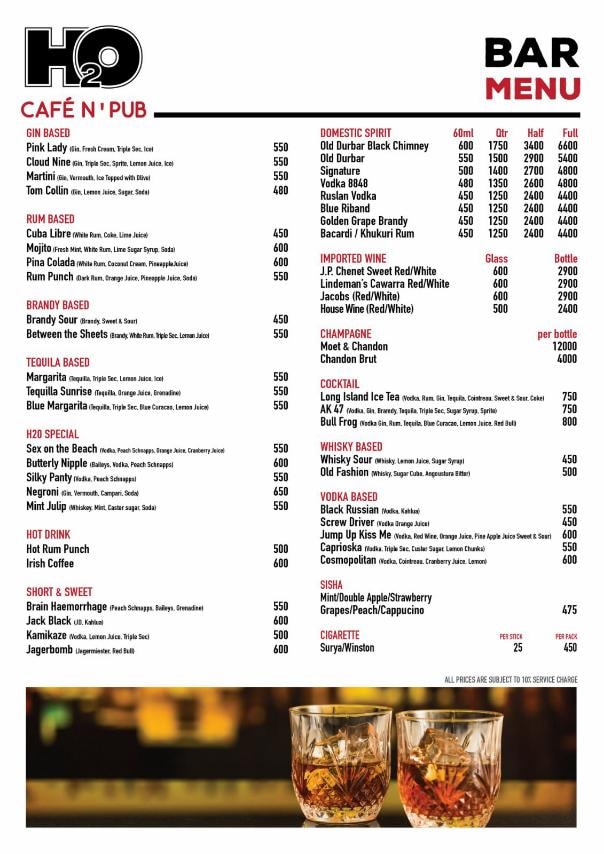 H2O
CAFÉ N' PUB
BAR
MENU
GIN BASED
Pink Lady (Gin, Fresh Cream, Triple Sec, Ice) 550
Cloud Nine (Gin, Triple Sec, Sprite, Lemon Juice, Ice) 550
Martini (Gin, Vermouth, Ice Topped with Olive) 550
Tom Collin (Gin, Lemon Juice, Sugar, Soda) 480
RUM BASED
Cuba Libre (White Rum, Coke, Lime Juice) 450
Mojito (Fresh Mint, White Rum, Lime Sugar Syrup, Soda) 600
Pina Colada (White Rum, Coconut Cream, PineappleJuice) 600
Rum Punch (Dark Rum, Orange Juice, Pineapple Juice, Soda) 550
BRANDY BASED
Brandy Sour (Brandy, Sweet & Sour) 450
Between the Sheets (Brandy, White Rum, Triple Sec, Lemon Juice) 550
TEQUILA BASED
Margarita (Tequilla, Triple Sec, Lemon Juice, Ice) 550
Tequilla Sunrise (Tequilla, Orange Juice, Grenadine) 550
Blue Margarita (Tequilla, Triple Sec, Blue Caracao, Lemon Juice) 550
H20 SPECIAL
Sex on the Beach (Vodka, Peach Schnapps, Orange Juice, Cranberry Juice) 550
Butterly Nipple (Baileys, Vodka, Peach Schnapps) 600
Silky Panty (Vodka, Peach Schnapps) 550
Negroni (Gin, Vermouth, Campari, Soda) 650
Mint Julip (Whiskey, Mint, Caster sugar, Soda) 550
HOT DRINK
Hot Rum Punch 500
Irish Coffee 600
SHORT & SWEET
Brain Haemorrhage (Peach Schnapps, Baileys, Grenadine) 550
Jack Black (JD, Kahlua) 600
Kamikaze (Vodka, Lemon Juice, Triple Sec) 500
Jagerbomb (Jagermiester, Red Bull) 600
DOMESTIC SPIRIT 60ml Qtr Half Full
Old Durbar Black Chimney 600 1750 3400 6600
Old Durbar 550 1500 2900 5400
Signature 500 1400 2700 4800
Vodka 8848 480 1350 2600 4800
Ruslan Vodka 450 1250 2400 4400
Blue Riband 450 1250 2400 4400
Golden Grape Brandy 450 1250 2400 4400
Bacardi / Khukuri Rum 450 1250 2400 4400
IMPORTED WINE Glass Bottle
J.P. Chenet Sweet Red/White 600 2900
Lindeman's Cawarra Red/White 600 2900
Jacobs (Red/White) 600 2900
House Wine (Red/White) 500 2400
CHAMPAGNE per bottle
Moet & Chandon 12000
Chandon Brut 4000
COCKTAIL
Long Island Ice Tea (Vodka, Rum, Gin, Tequila, Cointreau, Sweet & Sour, Coke) 750
AK 47 (Vodka, Gin, Brandy, Tequila, Triple Sec, Sugar Syrup, Sprite) 750
Bull Frog (Vodka Gin, Rum, Tequila, Blue Caracao, Lemon Juice, Red Bull) 800
WHISKY BASED
Whisky Sour (Whisky, Lemon Juice, Sugar Syrup) 450
Old Fashion (Whisky, Sugar Cube, Angoustura Bitter) 500
VODKA BASED
Black Russian (Vodka, Kahlua) 550
Screw Driver (Vodka Orange Juice) 450
Jump Up Kiss Me (Vodka, Red Wine, Orange Juice, Pine Apple Juice Sweet & Sour) 600
Caprioska (Vodka, Triple Sec, Custer Sugar, Lemon Chunks) 550
Cosmopolitan (Vodka, Cointreau, Cranberry Juice, Lemon) 600
SISHA
Mint/Double Apple/Strawberry
Grapes/Peach/Cappucino 475
CIGARETTE PER STICK PER PACK
Surya/Winston 25 450
ALL PRICES ARE SUBJECT TO 10% SERVICE CHARGE